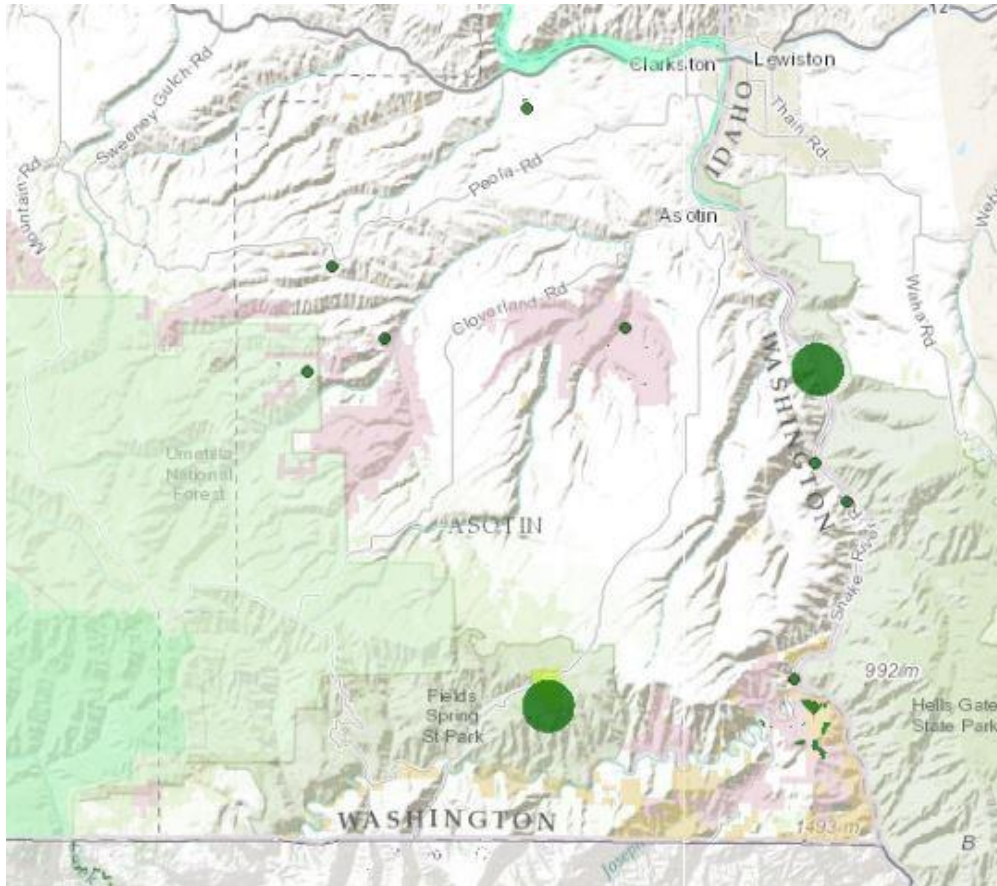 12
Clarkston
Lewiston
Sweeney Gulch Rd
IDAHO
Thain Rd
Mountain Rd
Peola Rd
Asotin
Waha Rd
Cloverland Rd
WASHINGTON
Umatilla
National
Forest
ASOTIN
Snake River
992 m
Fields
Spring
St Park
Hells Gate
State Park
WASHINGTON
1493 m
B